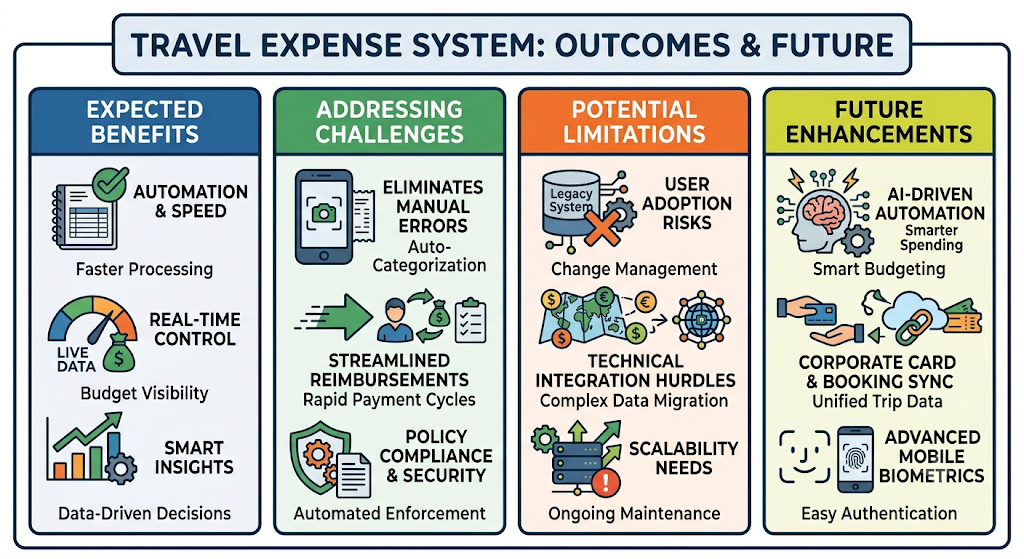 TRAVEL EXPENSE SYSTEM: OUTCOMES & FUTURE
EXPECTED
BENEFITS
AUTOMATION
& SPEED
Faster Processing
REAL-TIME
CONTROL
LIVE
DATA
$
Budget Visibility
SMART
INSIGHTS
Data-Driven Decisions
ADDRESSING
CHALLENGES
ELIMINATES
MANUAL
ERRORS
Auto-
Categorization
$
STREAMLINED
REIMBURSEMENTS
Rapid Payment Cycles
POLICY
COMPLIANCE
& SECURITY
Automated Enforcement
POTENTIAL
LIMITATIONS
Legacy
System
USER
ADOPTION
RISKS
Change Management
$ € €
$ $
TECHNICAL
INTEGRATION HURDLES
Complex Data Migration
!
SCALABILITY
NEEDS
Ongoing Maintenance
FUTURE
ENHANCEMENTS
AI-DRIVEN
AUTOMATION
Smarter
Spending
Smart Budgeting
CORPORATE CARD
& BOOKING SYNC
Unified Trip Data
ADVANCED
MOBILE
BIOMETRICS
Easy Authentication